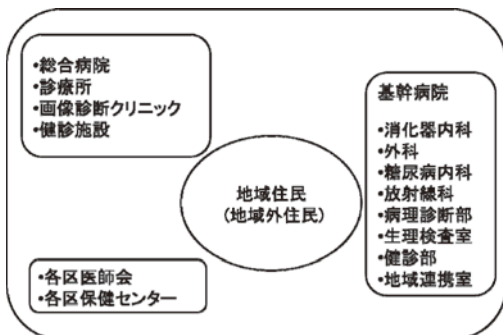 •総合病院
•診療所
•画像診断クリニック
•健診施設
基幹病院
•消化器内科
•外科
•糖尿病内科
•放射線科
•病理診断部
•生理検査室
•健診部
•地域連携室
地域住民
(地域外住民)
•各区医師会
•各区保健センター